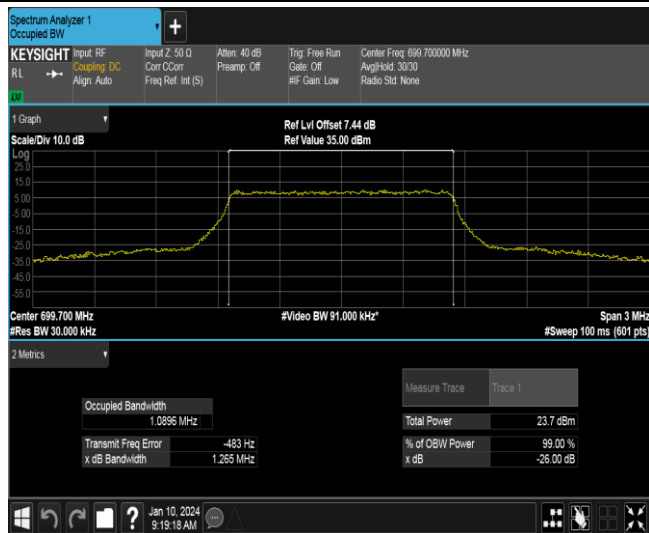 Spectrum Analyzer 1
Occupied BW
+
KEYSIGHT Input: RF Input Z: 50 Ω Atten: 40 dB Trig: Free Run Center Freq: 699.700000 MHz
RL Coupling: DC Corr CCorr Preamp: Off Gate: Off Avg|Hold: 30/30
Align: Auto Freq Ref: Int (S) #IF Gain: Low Radio Std: None
1 Graph
Ref Lvl Offset 7.44 dB
Scale/Div 10.0 dB Ref Value 35.00 dBm
Log
25.0
15.0
5.00
-5.00
-15.0
-25.0
-35.0
-45.0
-55.0
Center 699.700 MHz #Video BW 91.000 kHz* Span 3 MHz
#Res BW 30.000 kHz #Sweep 100 ms (601 pts)
2 Metrics
Measure Trace Trace 1
Occupied Bandwidth
1.0896 MHz Total Power 23.7 dBm
Transmit Freq Error -483 Hz % of OBW Power 99.00 %
x dB Bandwidth 1.265 MHz x dB -26.00 dB
? Jan 10, 2024
9:19:18 AM